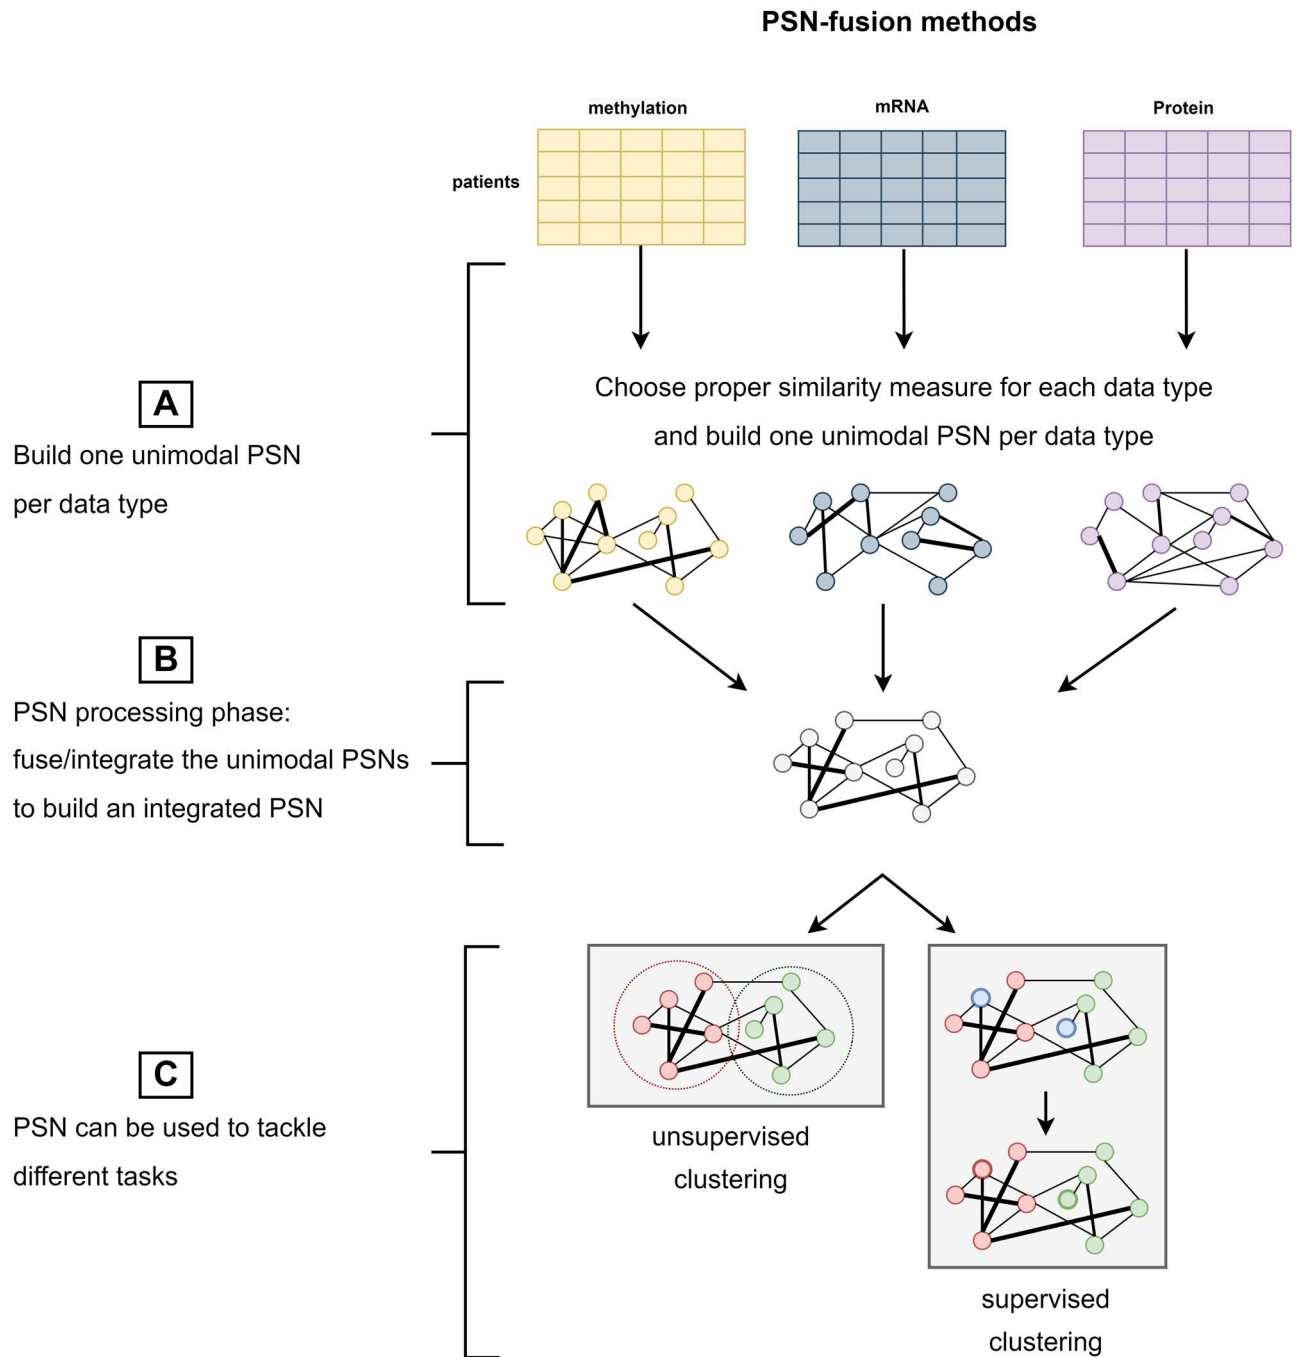 PSN-fusion methods
methylation
mRNA
Protein
patients
A
Build one unimodal PSN
per data type
Choose proper similarity measure for each data type
and build one unimodal PSN per data type
B
PSN processing phase:
fuse/integrate the unimodal PSNs
to build an integrated PSN
C
PSN can be used to tackle
different tasks
unsupervised
clustering
supervised
clustering